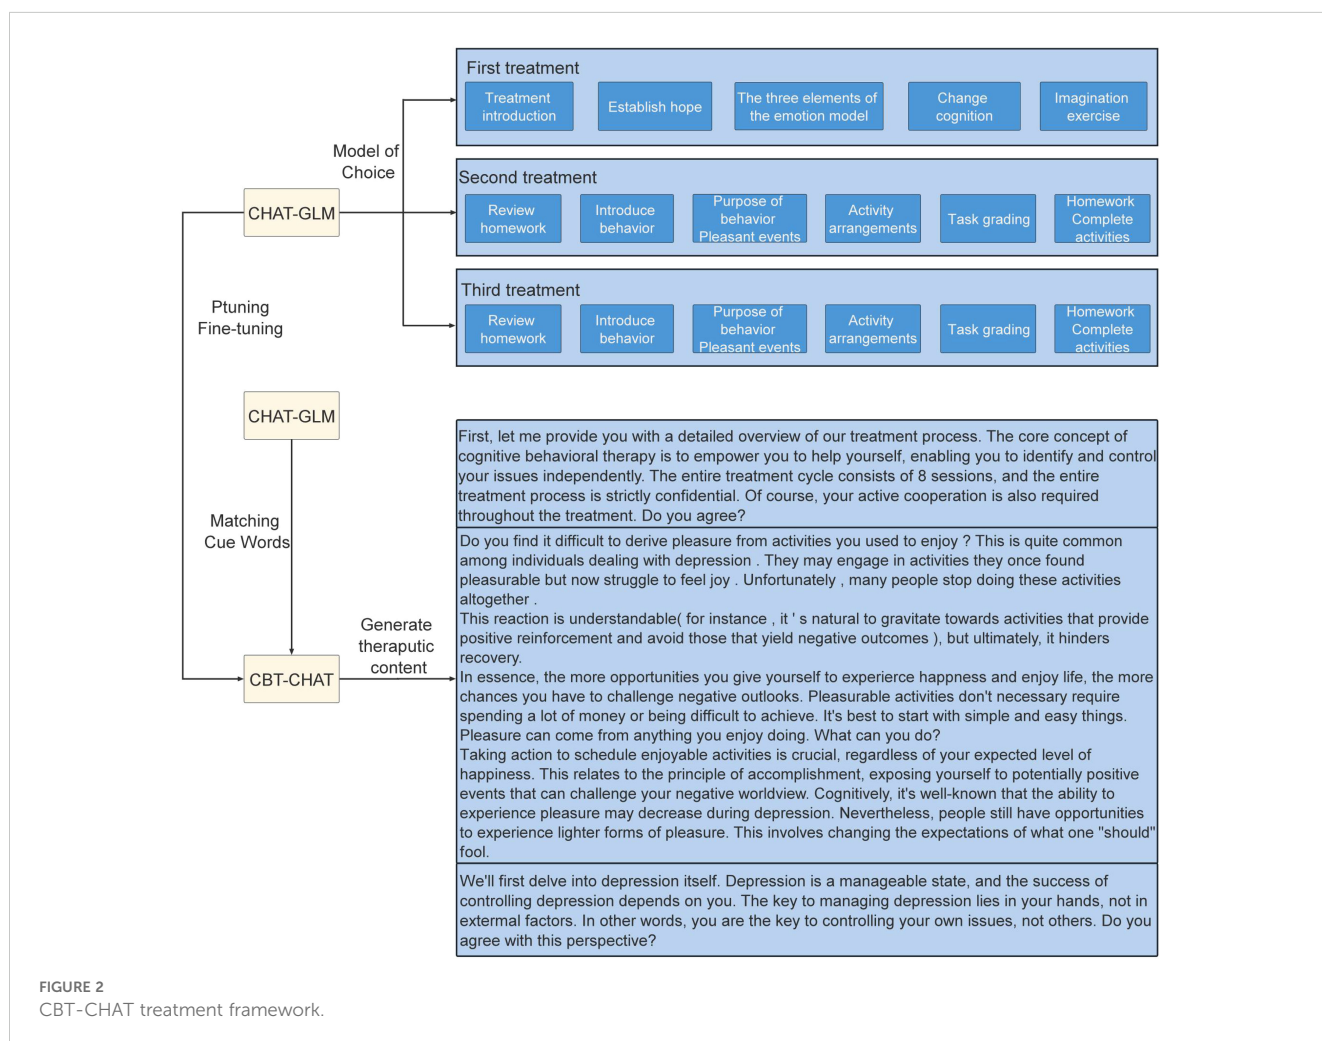 First treatment
Treatment
introduction
Establish hope
The three elements of
the emotion model
Change
cognition
Imagination
exercise
Model of
Choice
Second treatment
CHAT-GLM
Review
homework
Introduce
behavior
Purpose of
behavior
Pleasant events
Activity
arrangements
Task grading
Homework
Complete
activities
Third treatment
Ptuning
Fine-tuning
Review
homework
Introduce
behavior
Purpose of
behavior
Pleasant events
Activity
arrangements
Task grading
Homework
Complete
activities
CHAT-GLM
Matching
Cue Words
Generate
theraputic
content
CBT-CHAT
First, let me provide you with a detailed overview of our treatment process. The core concept of
cognitive behavioral therapy is to empower you to help yourself, enabling you to identify and control
your issues independently. The entire treatment cycle consists of 8 sessions, and the entire
treatment process is strictly confidential. Of course, your active cooperation is also required
throughout the treatment. Do you agree?
Do you find it difficult to derive pleasure from activities you used to enjoy ? This is quite common
among individuals dealing with depression . They may engage in activities they once found
pleasurable but now struggle to feel joy . Unfortunately , many people stop doing these activities
altogether .
This reaction is understandable( for instance , it ' s natural to gravitate towards activities that provide
positive reinforcement and avoid those that yield negative outcomes ), but ultimately, it hinders
recovery.
In essence, the more opportunities you give yourself to experierce happness and enjoy life, the more
chances you have to challenge negative outlooks. Pleasurable activities don't necessary require
spending a lot of money or being difficult to achieve. It's best to start with simple and easy things.
Pleasure can come from anything you enjoy doing. What can you do?
Taking action to schedule enjoyable activities is crucial, regardless of your expected level of
happiness. This relates to the principle of accomplishment, exposing yourself to potentially positive
events that can challenge your negative worldview. Cognitively, it's well-known that the ability to
experience pleasure may decrease during depression. Nevertheless, people still have opportunities
to experience lighter forms of pleasure. This involves changing the expectations of what one "should"
fool.
We'll first delve into depression itself. Depression is a manageable state, and the success of
controlling depression depends on you. The key to managing depression lies in your hands, not in
extermal factors. In other words, you are the key to controlling your own issues, not others. Do you
agree with this perspective?
FIGURE 2
CBT-CHAT treatment framework.